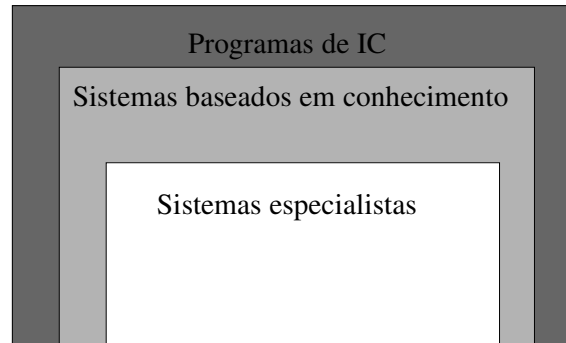 Programas de IC
Sistemas baseados em conhecimento
Sistemas especialistas